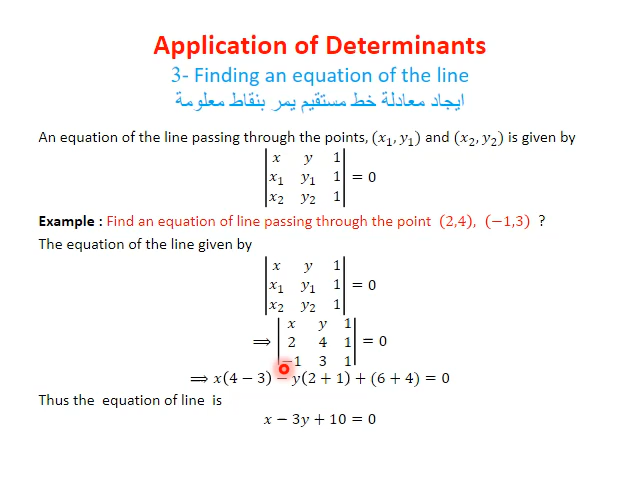 Application of Determinants
3- Finding an equation of the line
ايجاد معادلة خط مستقيم يمر بنقاط معلومة
An equation of the line passing through the points, (x₁, y₁) and (x₂, y₂) is given by
|x y 1|
|x₁ y₁ 1| = 0
|x₂ y₂ 1|
Example : Find an equation of line passing through the point (2,4), (−1,3) ?
The equation of the line given by
|x y 1|
|x₁ y₁ 1| = 0
|x₂ y₂ 1|
|x y 1|
⟹ |2 4 1| = 0
|−1 3 1|
⟹ x(4 − 3) − y(2 + 1) + (6 + 4) = 0
Thus the equation of line is
x − 3y + 10 = 0